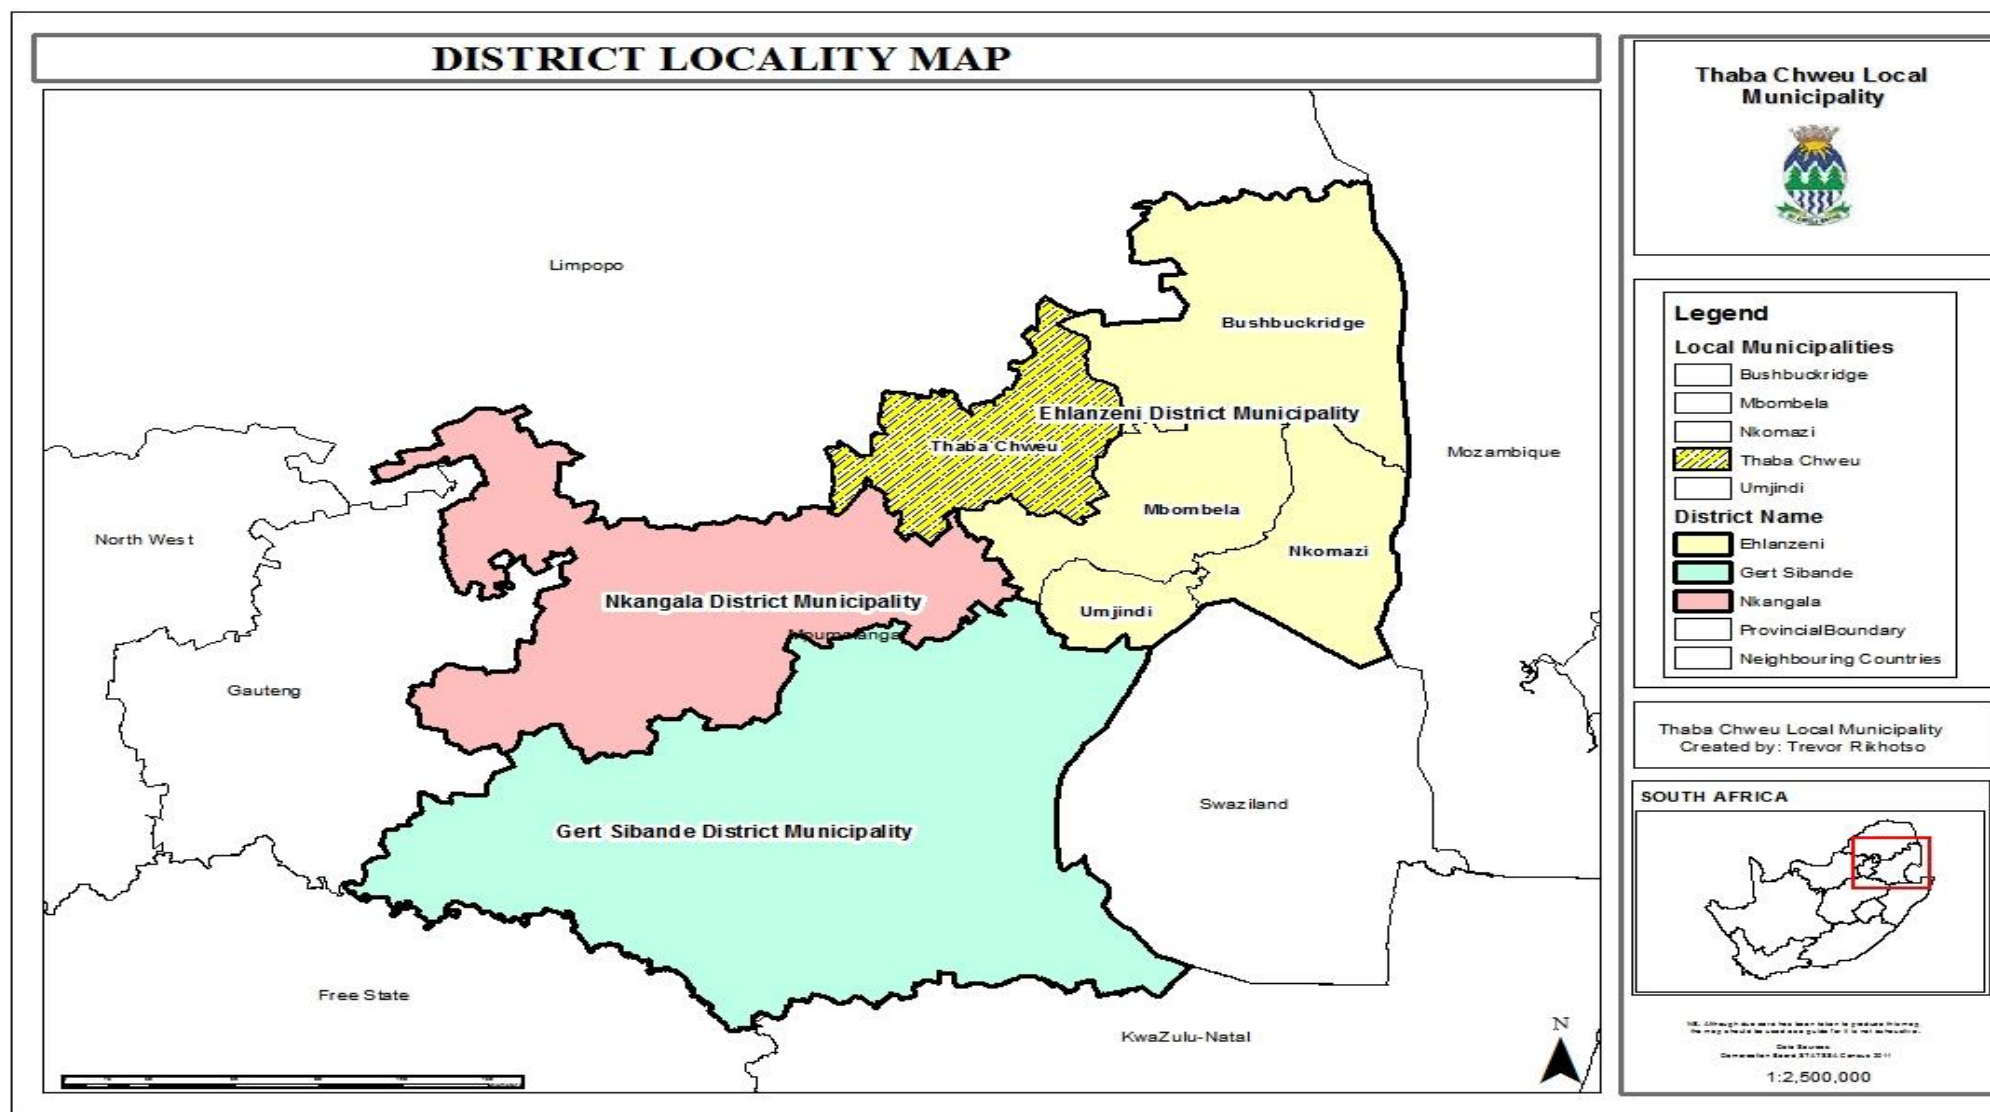 DISTRICT LOCALITY MAP
Limpopo
Bushbuckridge
Ehlanzeni District Municipality
Thaba Chweu
Mozambique
Mbombela
North West
Nkomazi
Nkangala District Municipality
Umjindi
Mpumalanga
Gauteng
Swaziland
Gert Sibande District Municipality
Free State
KwaZulu-Natal
N
Thaba Chweu Local
Municipality
Legend
Local Municipalities
Bushbuckridge
Mbombela
Nkomazi
Thaba Chweu
Umjindi
District Name
Ehlanzeni
Gert Sibande
Nkangala
ProvincialBoundary
Neighbouring Countries
Thaba Chweu Local Municipality
Created by: Trevor Rikhotso
SOUTH AFRICA
1:2,500,000